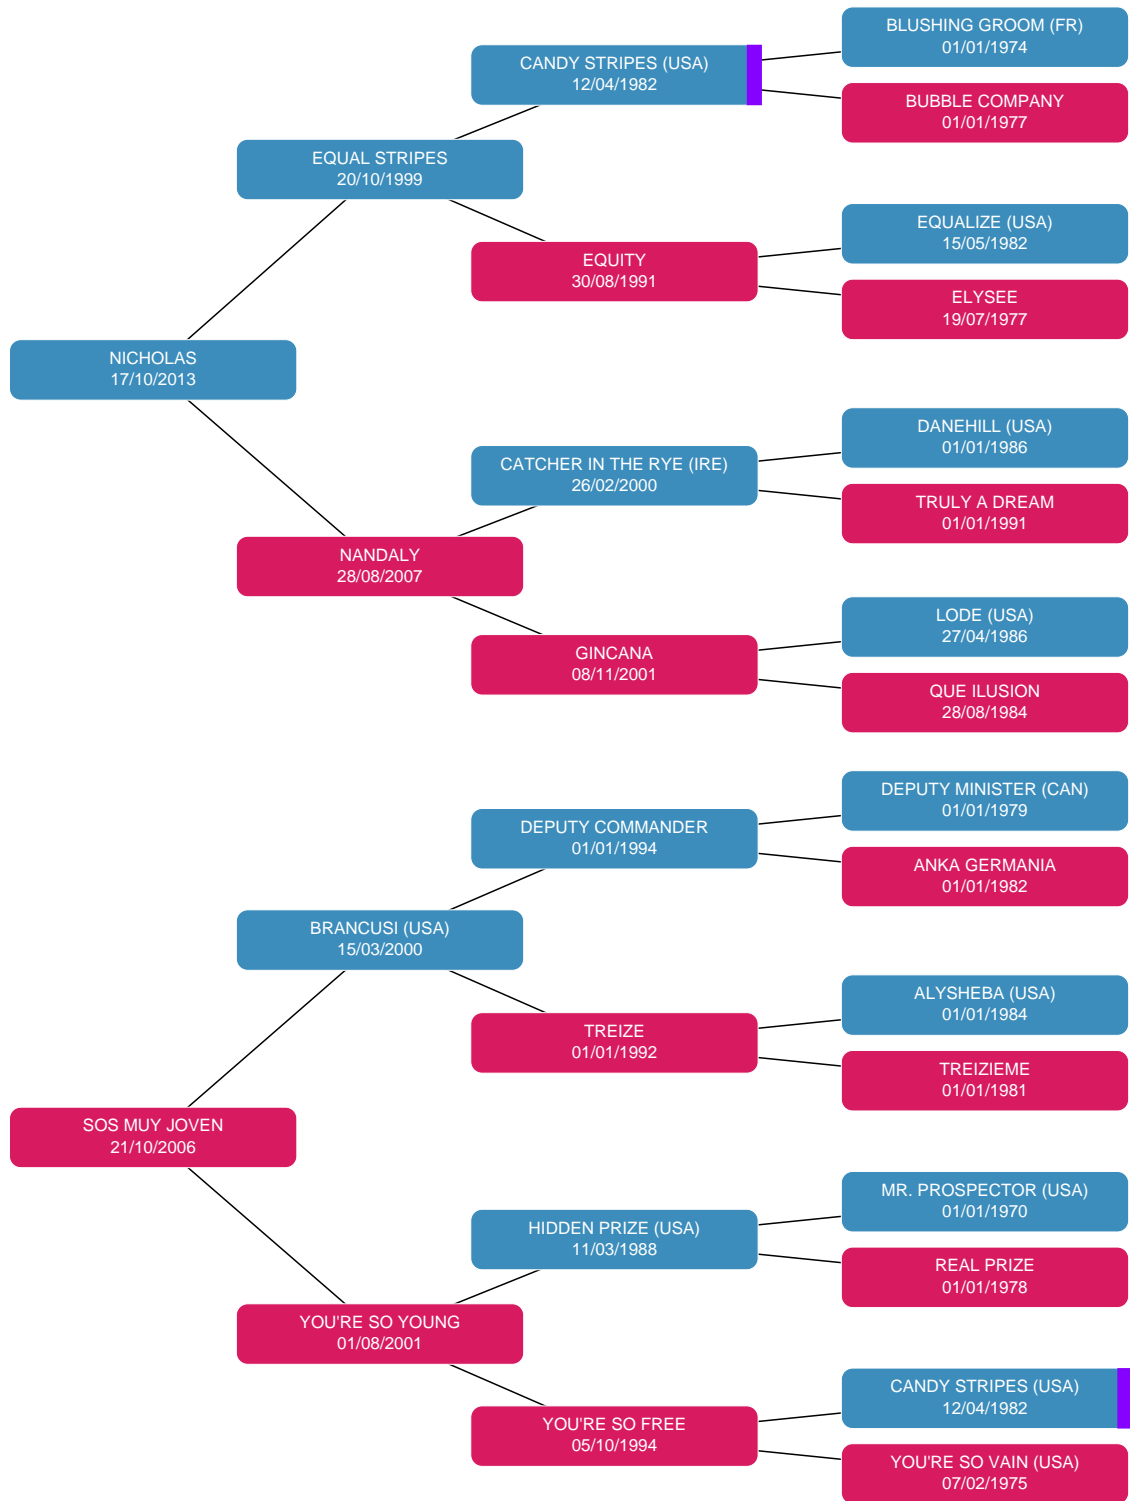 BLUSHING GROOM (FR)
01/01/1974
CANDY STRIPES (USA)
12/04/1982
BUBBLE COMPANY
01/01/1977
EQUAL STRIPES
20/10/1999
EQUALIZE (USA)
15/05/1982
EQUITY
30/08/1991
ELYSEE
19/07/1977
NICHOLAS
17/10/2013
DANEHILL (USA)
01/01/1986
CATCHER IN THE RYE (IRE)
26/02/2000
TRULY A DREAM
01/01/1991
NANDALY
28/08/2007
LODE (USA)
27/04/1986
GINCANA
08/11/2001
QUE ILUSION
28/08/1984
DEPUTY MINISTER (CAN)
01/01/1979
DEPUTY COMMANDER
01/01/1994
ANKA GERMANIA
01/01/1982
BRANCUSI (USA)
15/03/2000
ALYSHEBA (USA)
01/01/1984
TREIZE
01/01/1992
TREIZIEME
01/01/1981
SOS MUY JOVEN
21/10/2006
MR. PROSPECTOR (USA)
01/01/1970
HIDDEN PRIZE (USA)
11/03/1988
REAL PRIZE
01/01/1978
YOU'RE SO YOUNG
01/08/2001
CANDY STRIPES (USA)
12/04/1982
YOU'RE SO FREE
05/10/1994
YOU'RE SO VAIN (USA)
07/02/1975